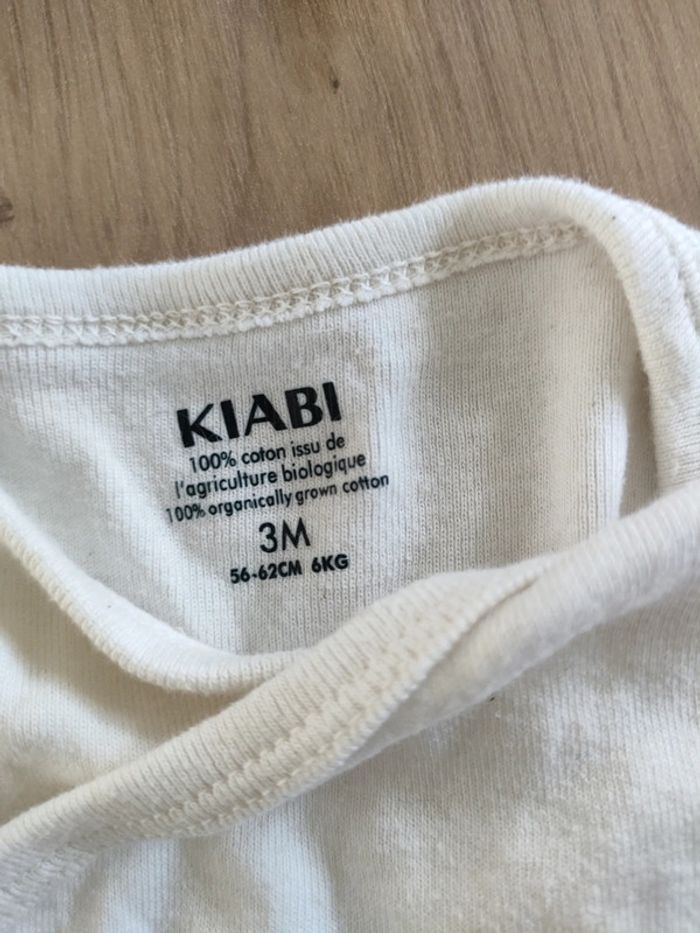 KIABI
100% coton issu de
l'agriculture biologique
100% organically grown cotton
3M
56-62CM 6KG